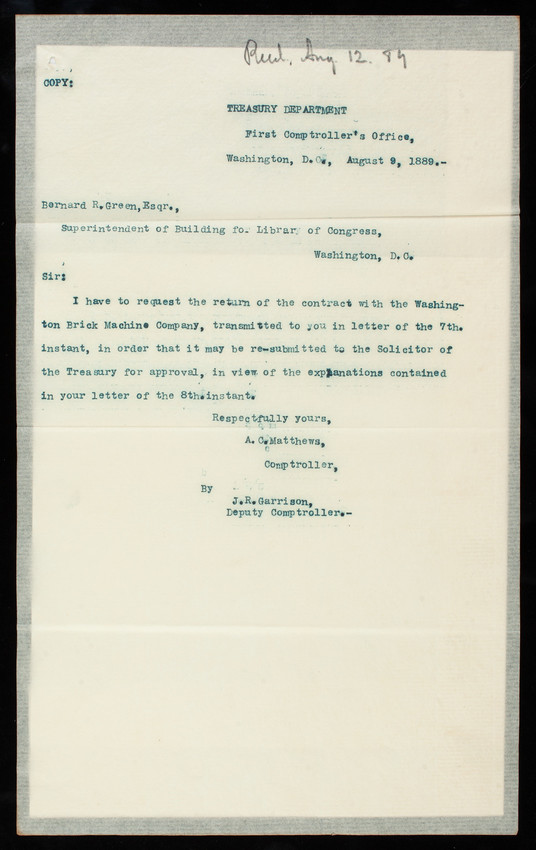 Recd. Aug 12. 89
COPY:
TREASURY DEPARTMENT
First Comptroller's Office,
Washington, D.C., August 9, 1889.-
Bernard R.Green,Esqr.,
Superintendent of Building for Library of Congress,
Washington, D.C.
Sir:
I have to request the return of the contract with the Washing-
ton Brick Machine Company, transmitted to you in letter of the 7th.
instant, in order that it may be re-submitted to the Solicitor of
the Treasury for approval, in view of the explanations contained
in your letter of the 8th.instant.
Respectfully yours,
A.C.Matthews,
Comptroller,
By
J.R.Garrison,
Deputy Comptroller.-